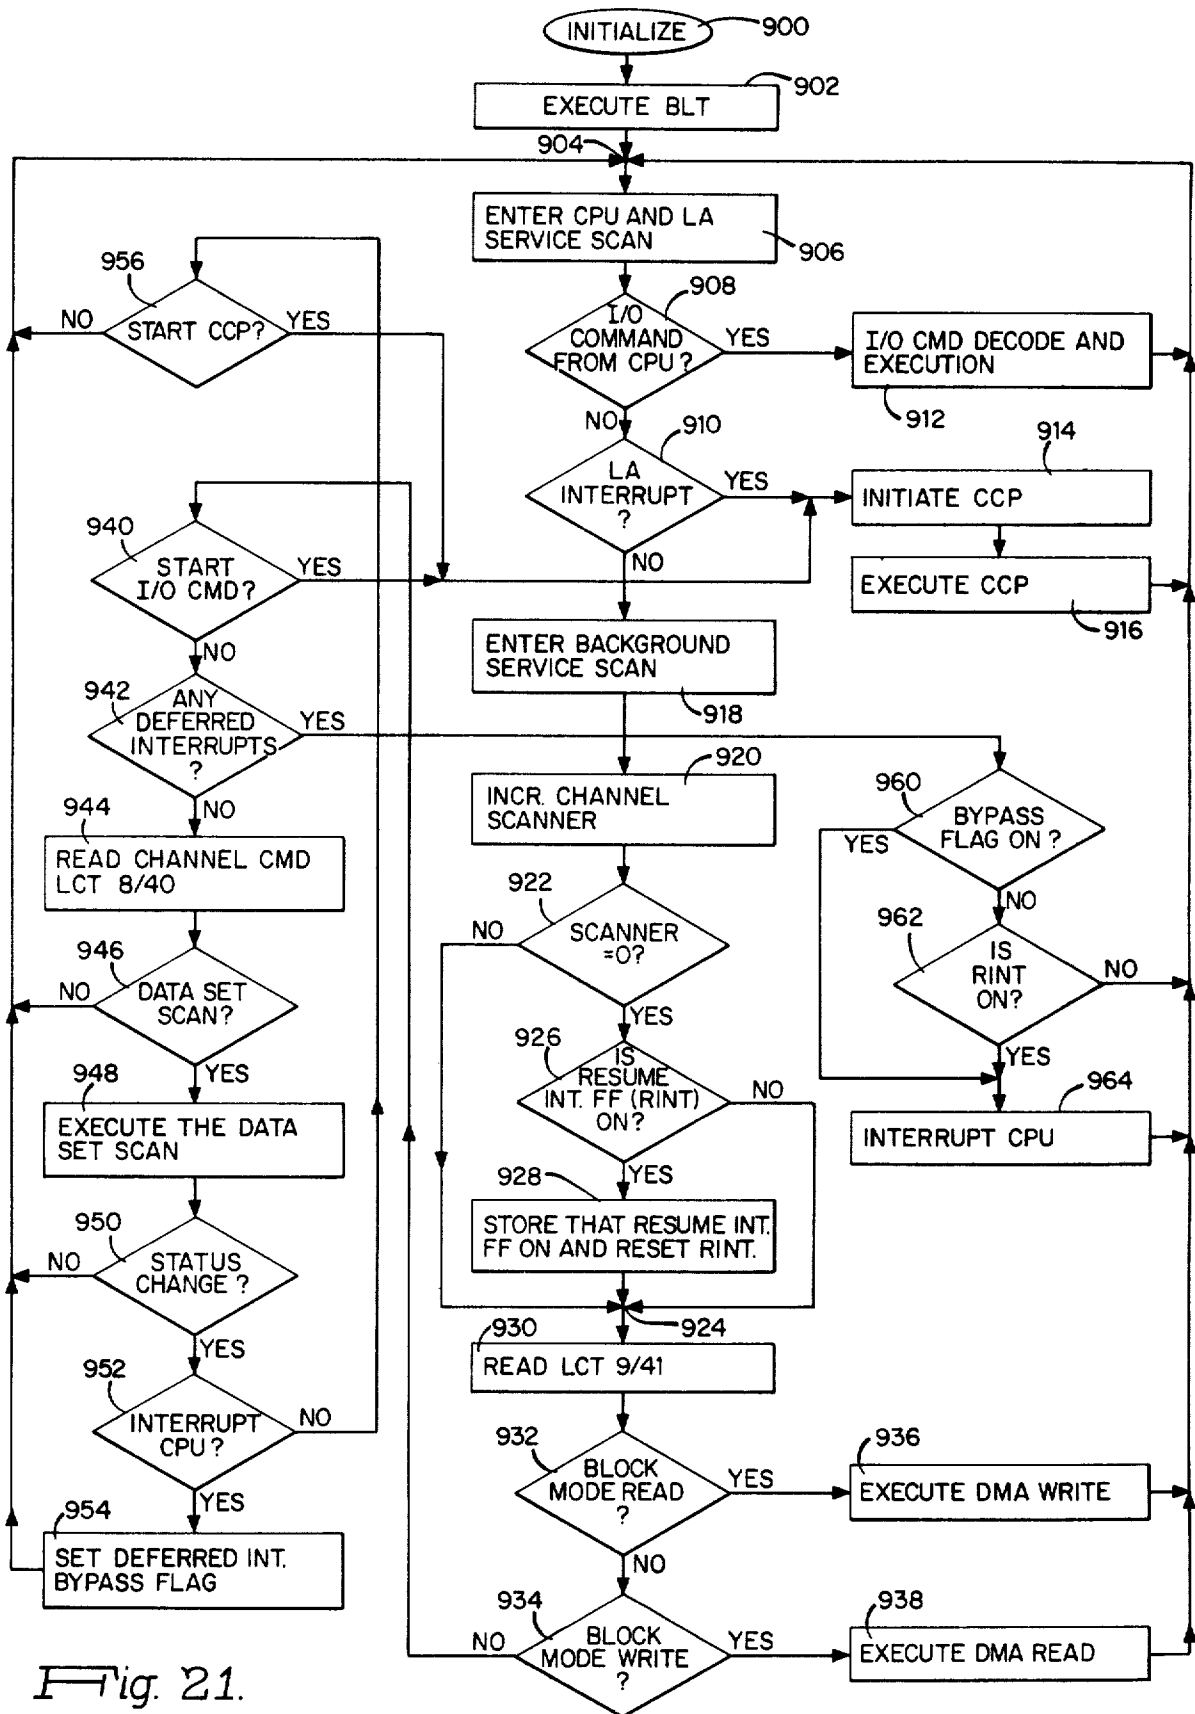 INITIALIZE
900
902
EXECUTE BLT
904
ENTER CPU AND LA
SERVICE SCAN
906
908
I/O
COMMAND
FROM CPU?
YES
NO
I/O CMD DECODE AND
EXECUTION
912
910
LA
INTERRUPT
?
YES
NO
914
INITIATE CCP
EXECUTE CCP
916
956
START CCP?
NO
YES
940
START
I/O CMD?
YES
NO
ENTER BACKGROUND
SERVICE SCAN
918
942
ANY
DEFERRED
INTERRUPTS
?
YES
NO
920
INCR. CHANNEL
SCANNER
960
BYPASS
FLAG ON?
YES
NO
944
READ CHANNEL CMD
LCT 8/40
922
SCANNER
=0?
NO
YES
962
IS
RINT
ON?
NO
YES
946
DATA SET
SCAN?
NO
YES
926
IS
RESUME
INT. FF (RINT)
ON?
NO
YES
964
INTERRUPT CPU
948
EXECUTE THE DATA
SET SCAN
928
STORE THAT RESUME INT.
FF ON AND RESET RINT.
950
STATUS
CHANGE?
NO
YES
924
930
READ LCT 9/41
952
INTERRUPT
CPU?
NO
YES
932
BLOCK
MODE READ
?
YES
NO
936
EXECUTE DMA WRITE
954
SET DEFERRED INT.
BYPASS FLAG
934
BLOCK
MODE WRITE
?
NO
YES
938
EXECUTE DMA READ
Fig. 21.